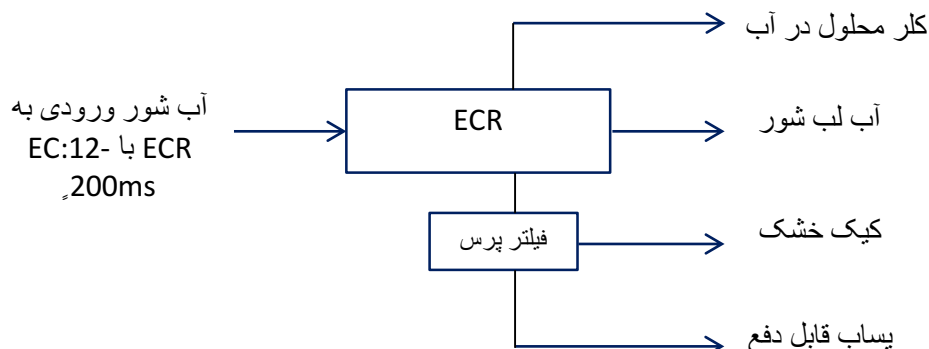 کلر محلول در آب
آب شور ورودی به
ECR با EC:12-
200ms
ECR
آب لب شور
فیلتر پرس
کیک خشک
پساب قابل دفع